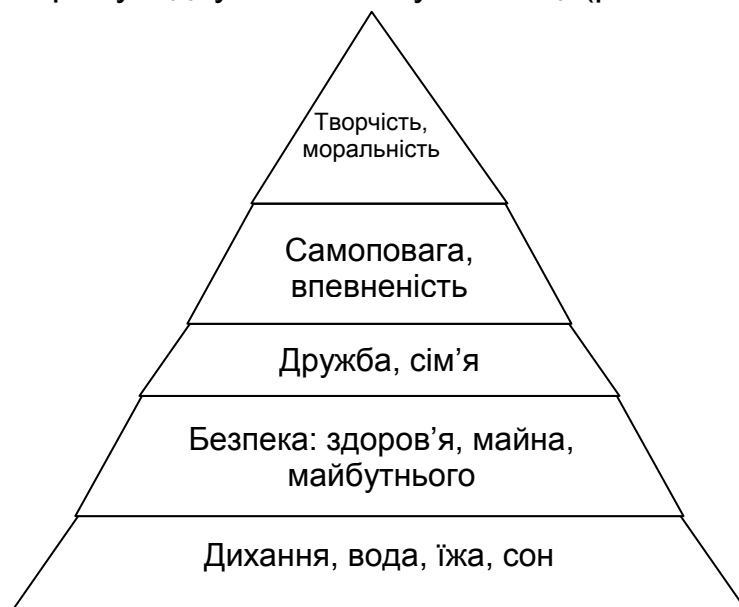 Творчість,
моральність
Самоповага,
впевненість
Дружба, сім’я
Безпека: здоров’я, майна,
майбутнього
Дихання, вода, їжа, сон